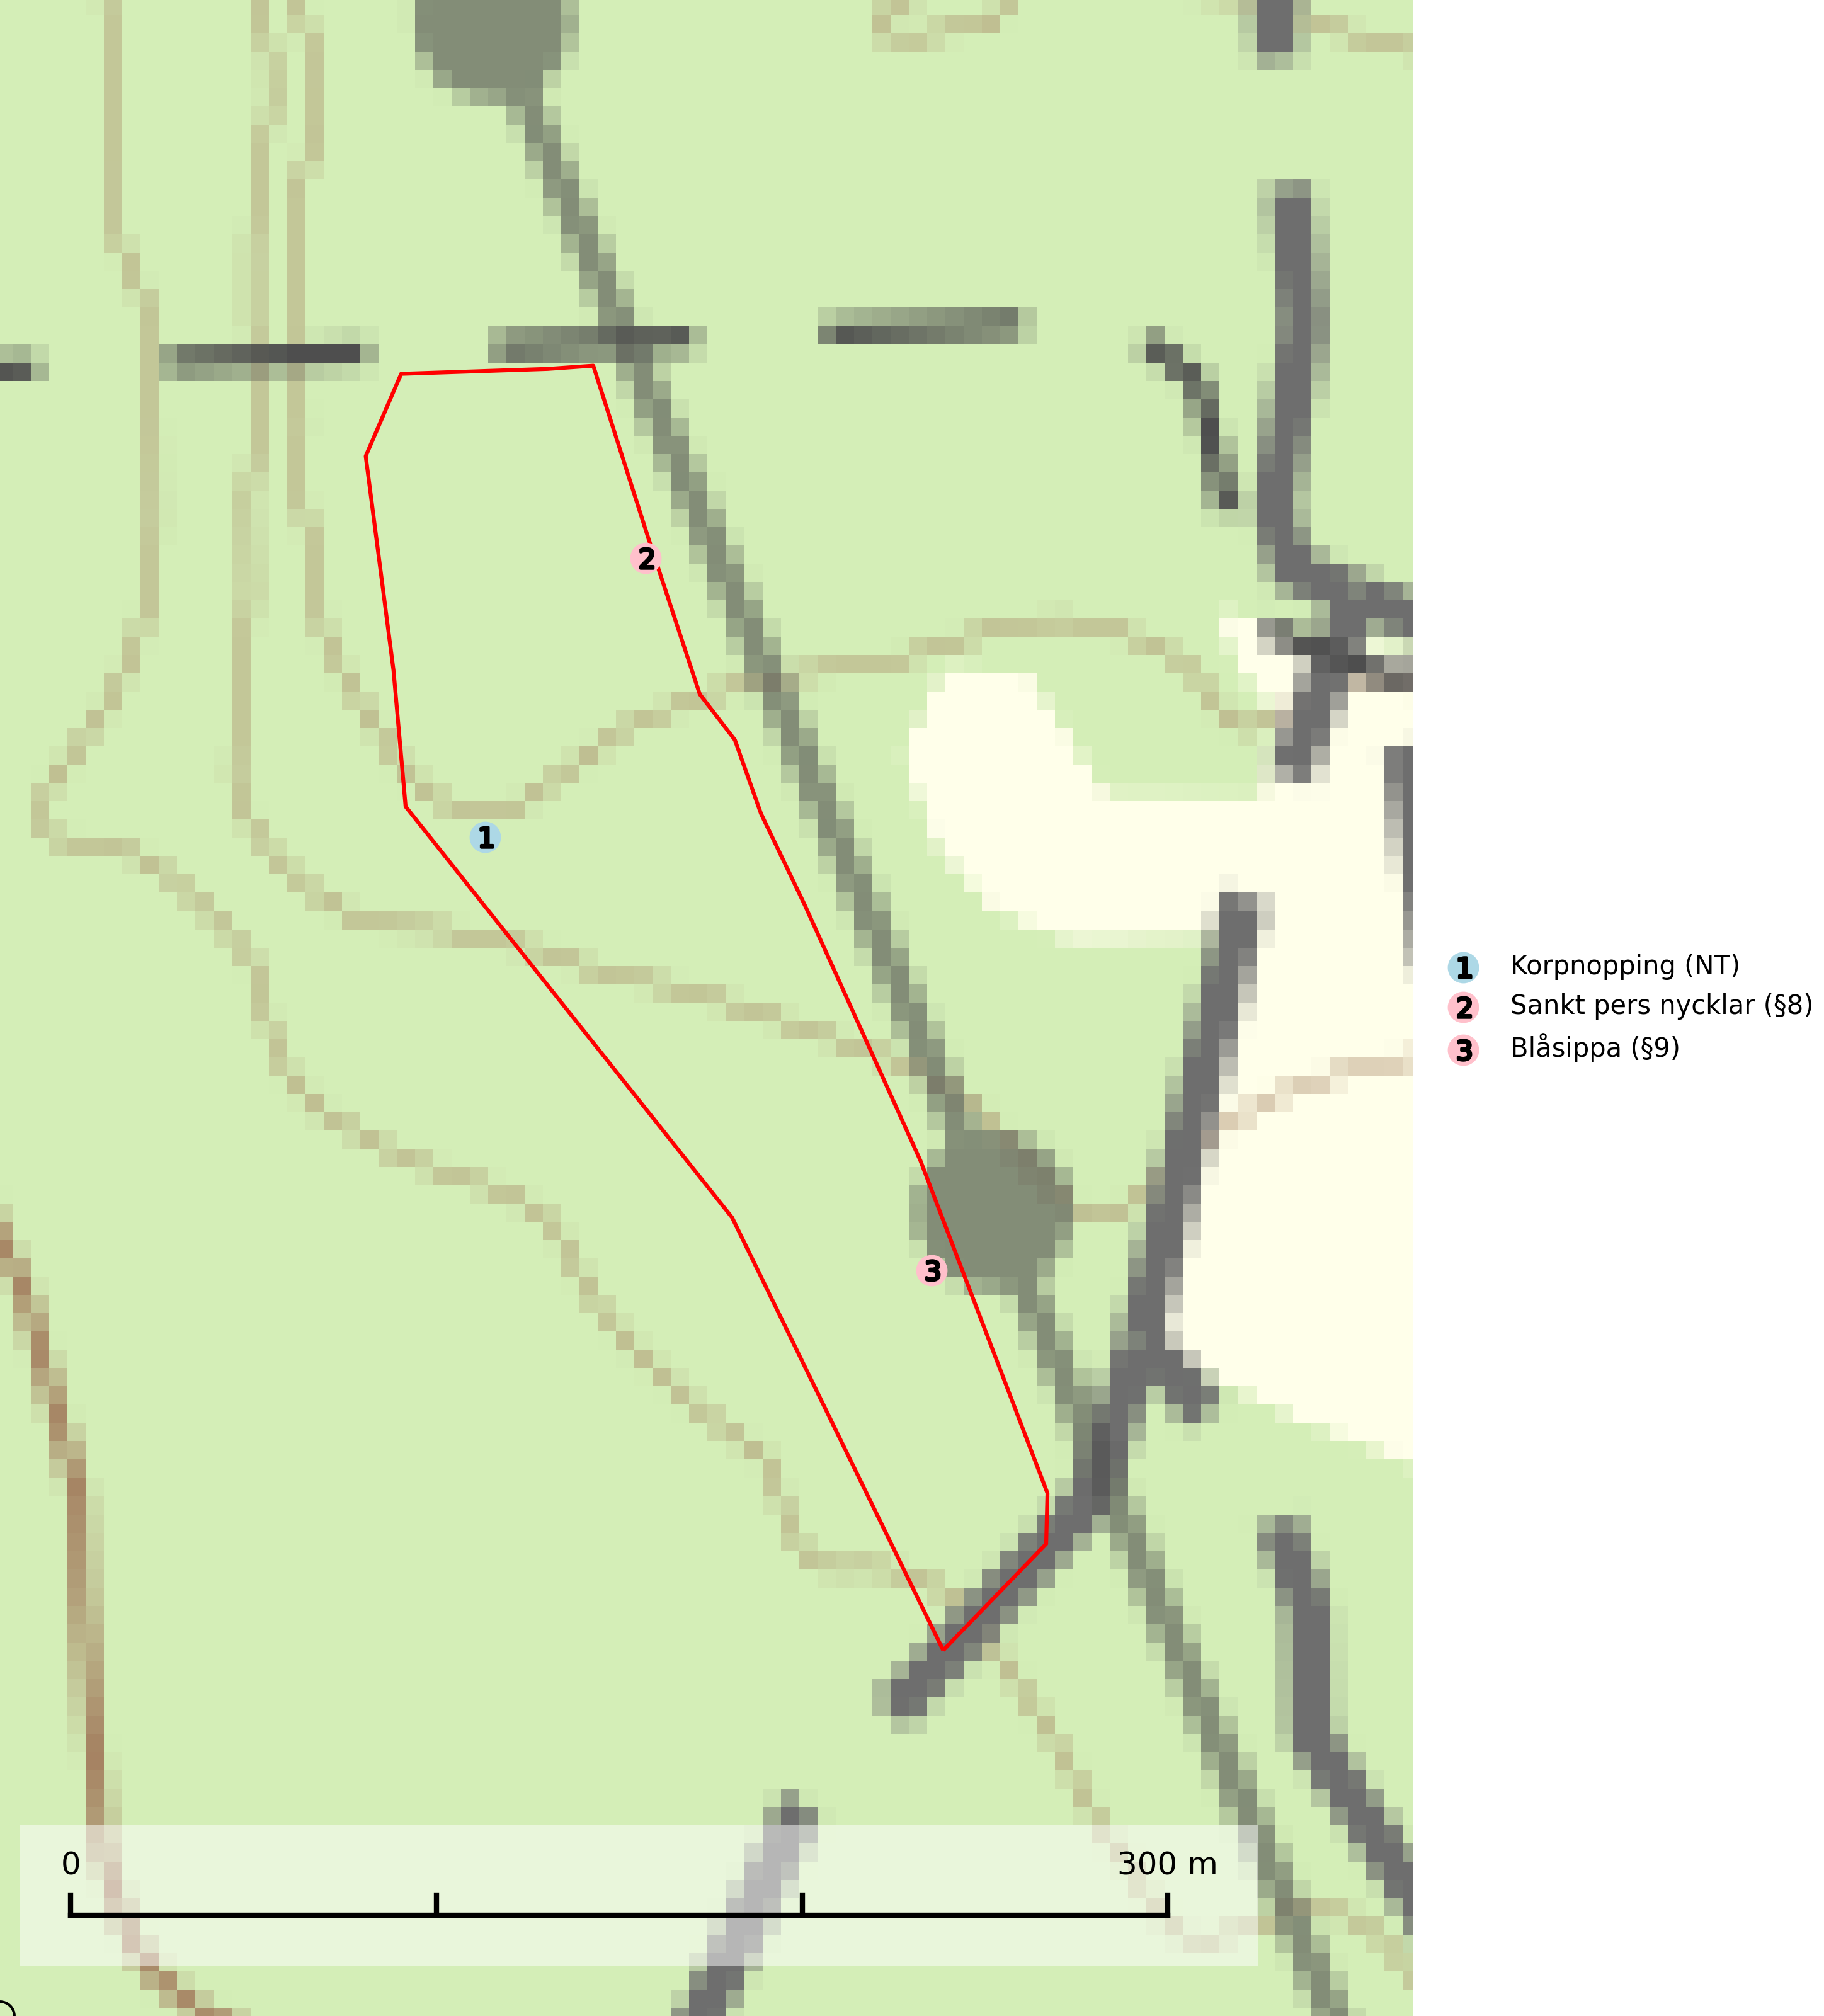 2
1
3
1 Korpnopping (NT)
2 Sankt pers nycklar (§8)
3 Blåsippa (§9)
0 300 m